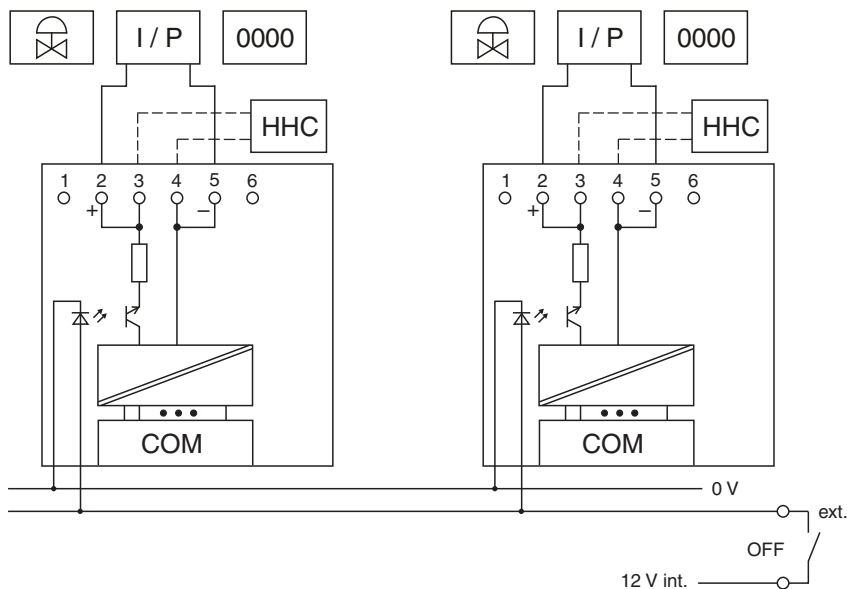 I / P 0000 I / P 0000
HHC HHC
1 2 3 4 5 6 1 2 3 4 5 6
+ – + –
COM COM
0 V
ext.
OFF
12 V int.